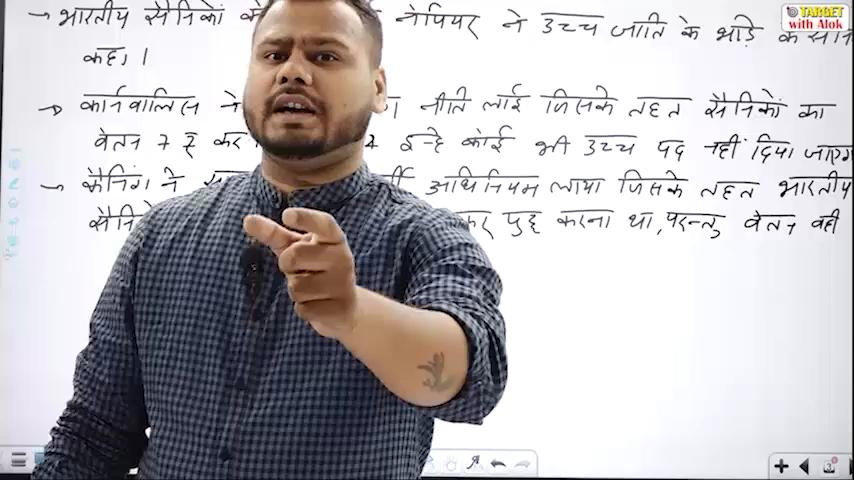 → भारतीय सैनिकों नेपियर ने उच्च जाति के भाड़े के
कहा ।
→ कार्नवालिस ने नीति लाई जिसके तहत सैनिकों का
वेतन 7 रु कर इन्हे कोई भी उच्च पद नहीं दिया
→ कैनिंग ने अधिनियम लाया जिसके तहत भारतीय
कर युद्ध करना था, परन्तु वेतन वही
TARGET
with Alok